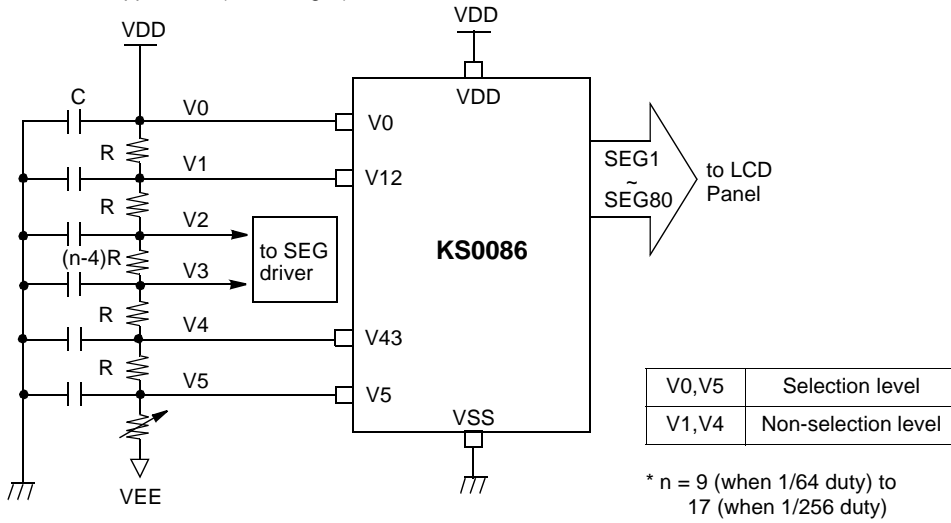 VDD
VDD
VDD
C
V0
V0
R
V1
V12
SEG1
~
SEG80
to LCD
Panel
R
V2
to SEG
driver
KS0086
(n-4)R
V3
R
V4
V43
R
V5
V5
VSS
VEE
V0,V5 Selection level
V1,V4 Non-selection level
* n = 9 (when 1/64 duty) to
17 (when 1/256 duty)